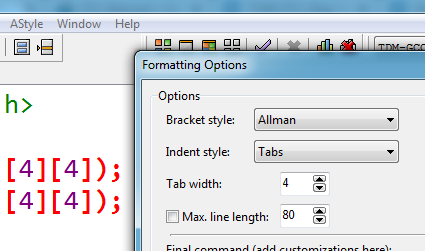 AStyle Window Help
TDM-GCC
Formatting Options
h>
Options
Bracket style: Allman
[4][4]);
Indent style: Tabs
[4][4]);
Tab width: 4
Max. line length: 80
Final command (add customizations here):